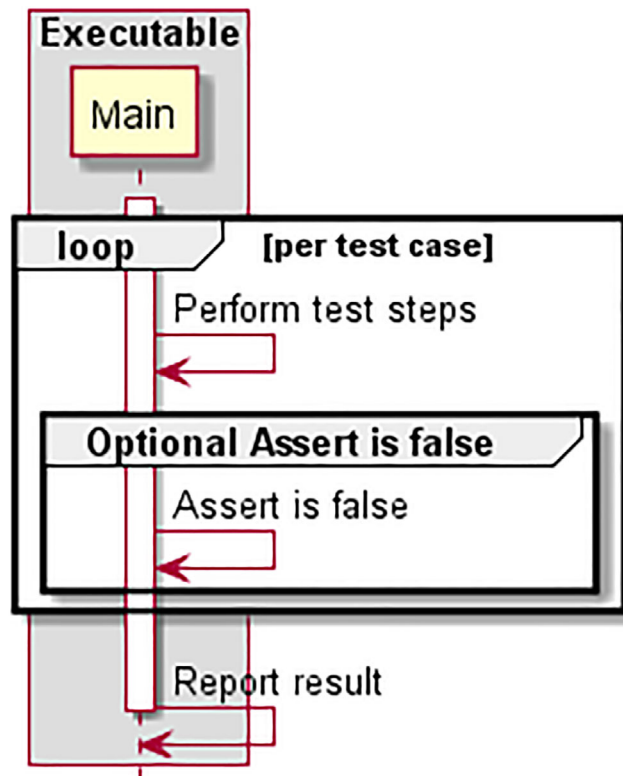 Executable
Main
loop [per test case]
Perform test steps
Optional Assert is false
Assert is false
Report result